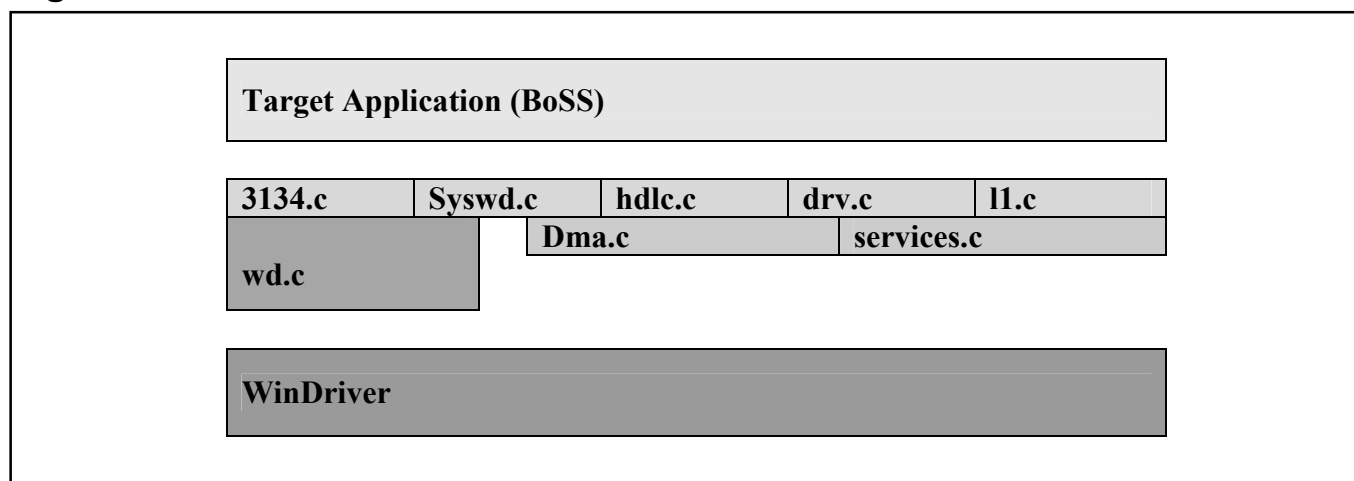 Target Application (BoSS)
3134.c Syswd.c hdlc.c drv.c l1.c
Dma.c services.c
wd.c
WinDriver